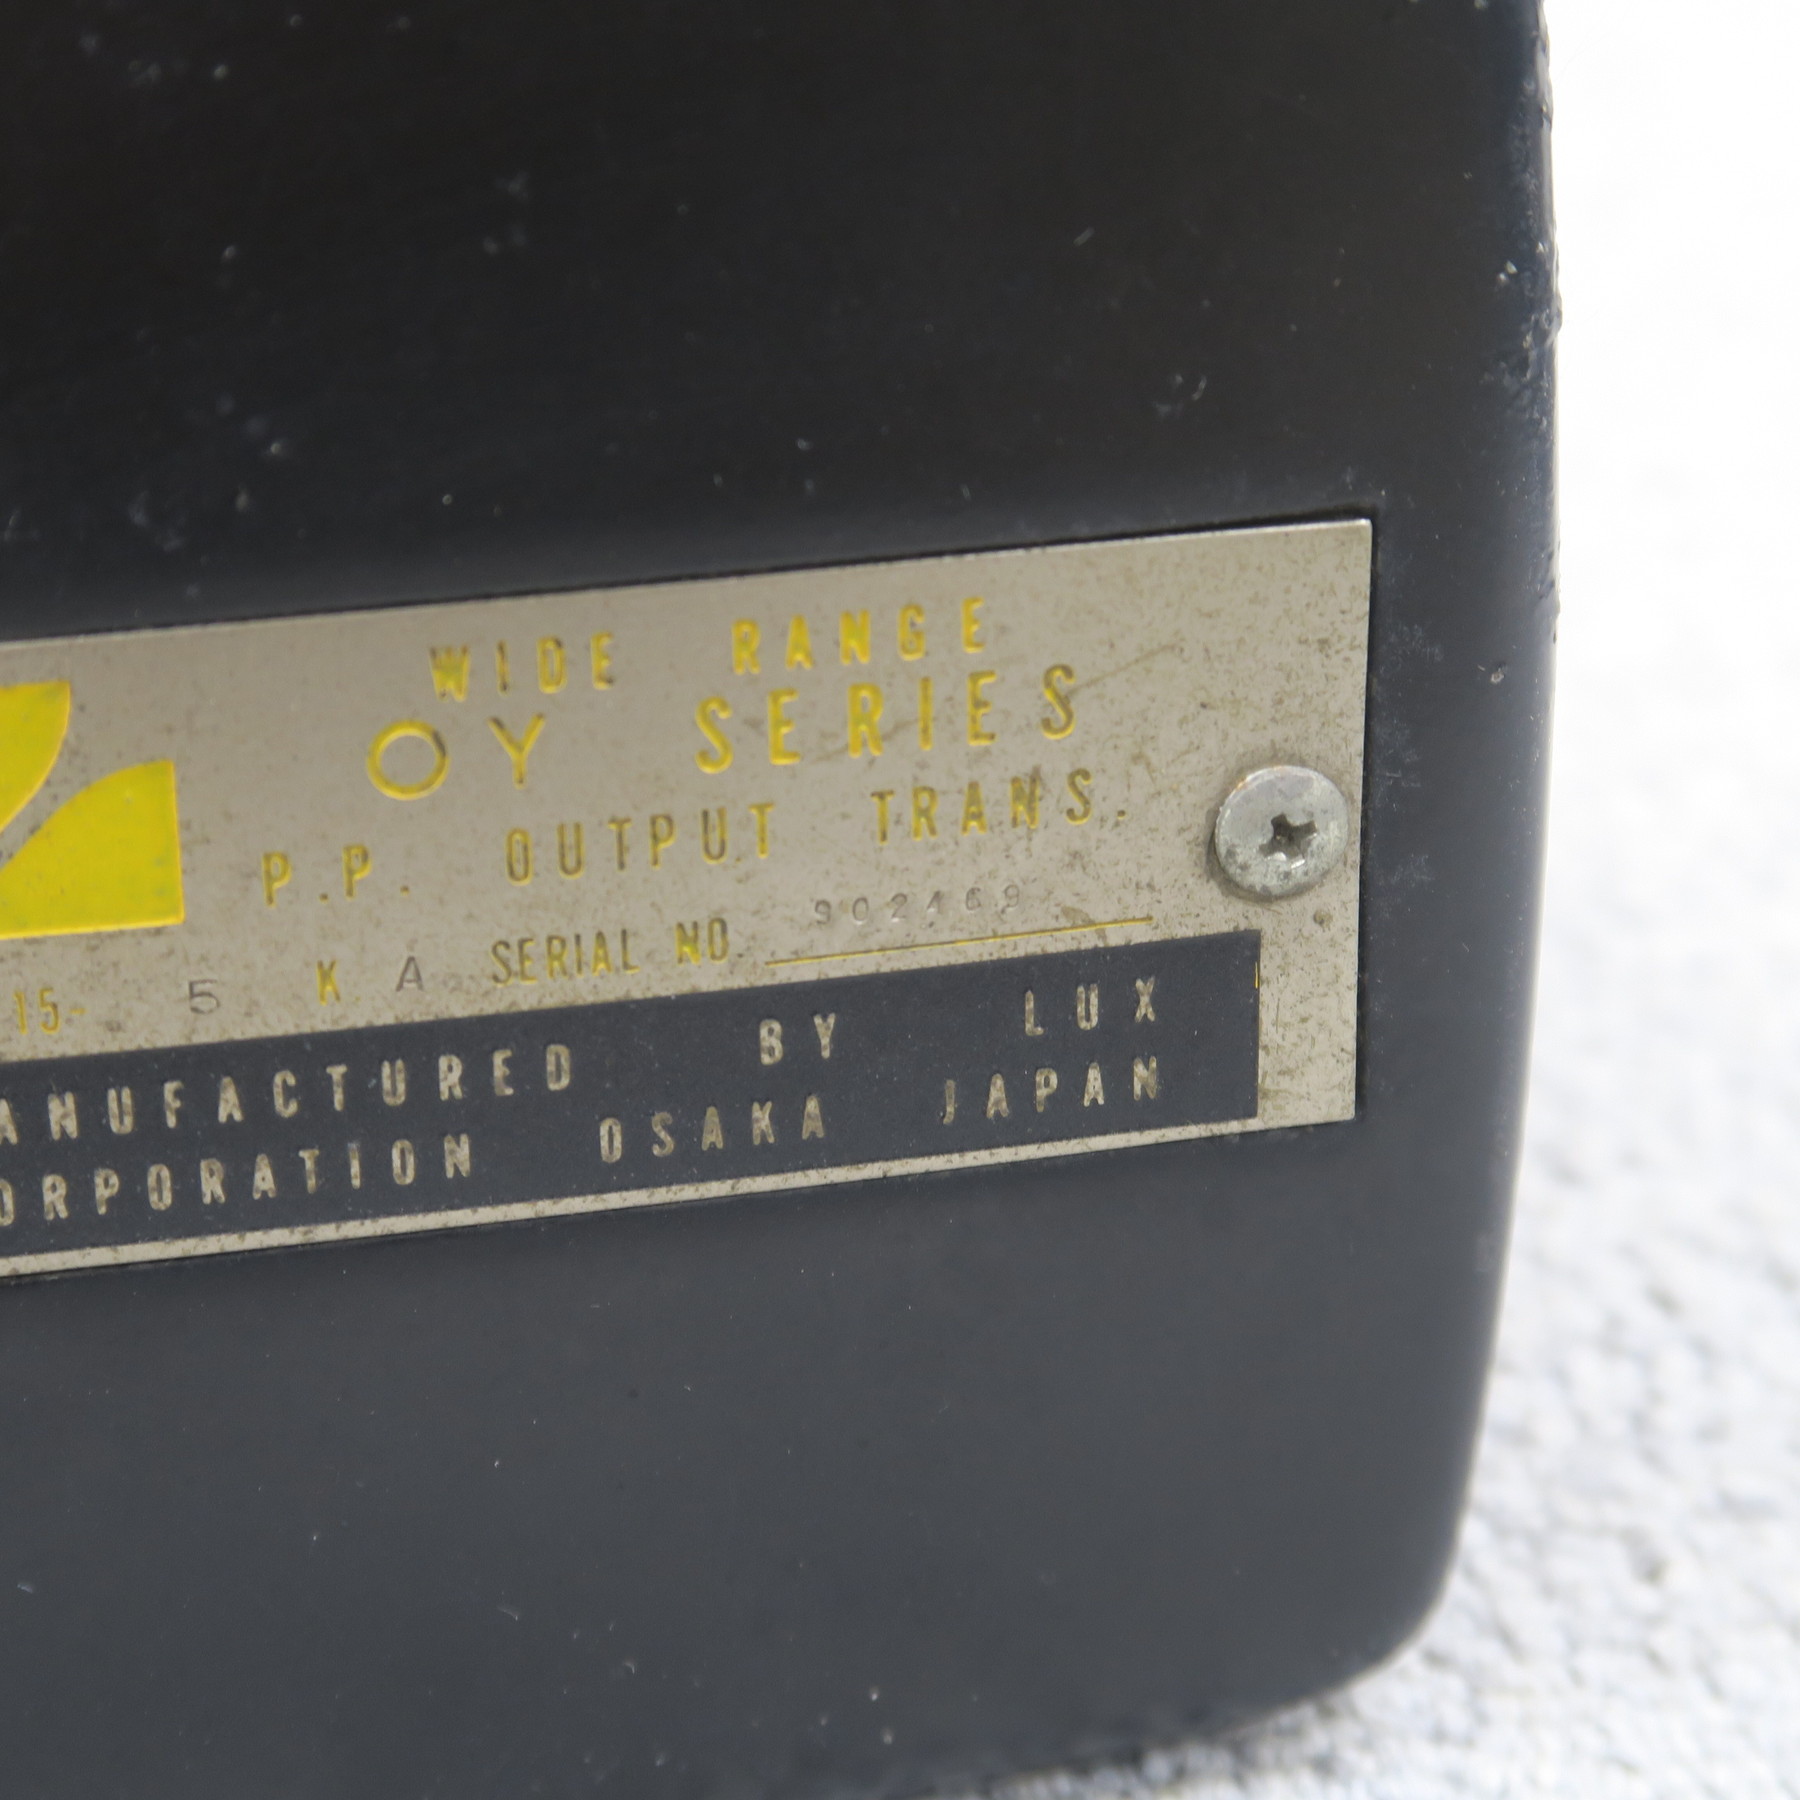 WIDE RANGE
OY SERIES
P.P. OUTPUT TRANS.
15- 5 K A SERIAL NO. 902469
ANUFACTURED BY LUX
ORPORATION OSAKA JAPAN